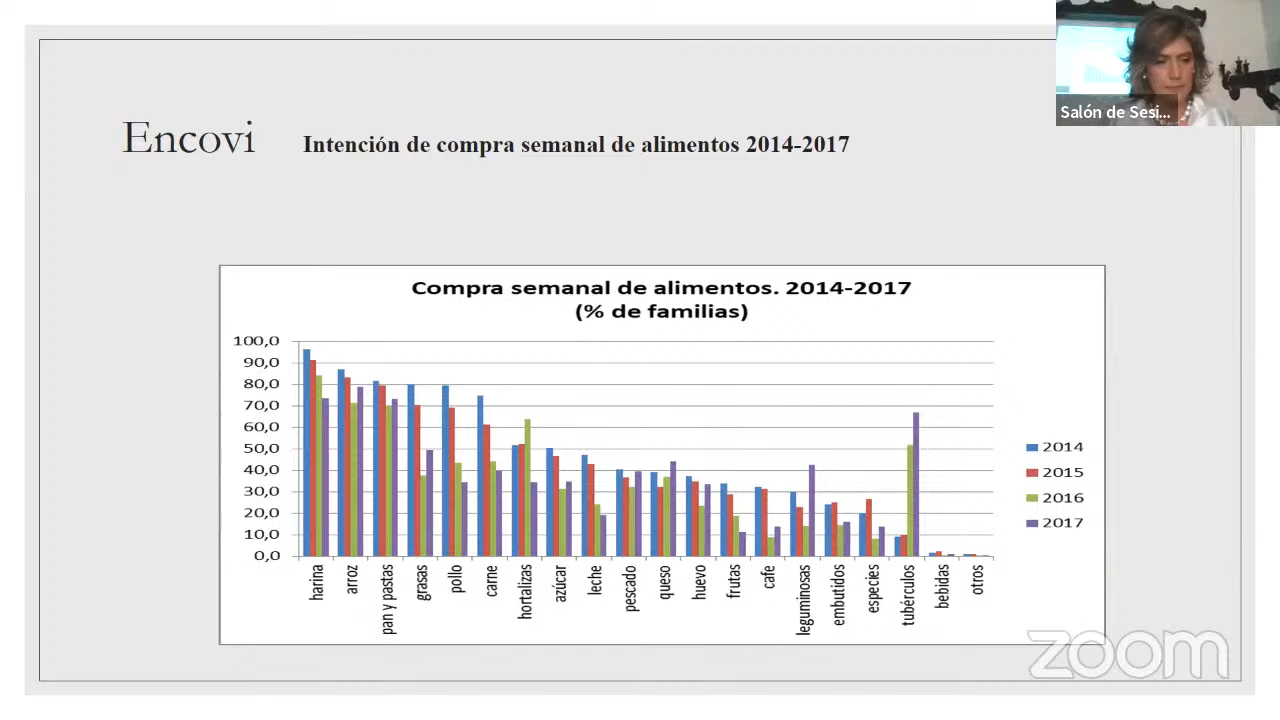 Salón de Sesi...
Encovi
Intención de compra semanal de alimentos 2014-2017
Compra semanal de alimentos. 2014-2017
(% de familias)
100,0
90,0
80,0
70,0
60,0
50,0
40,0
30,0
20,0
10,0
0,0
harina
arroz
pan y pastas
grasas
pollo
carne
hortalizas
azúcar
leche
pescado
queso
huevo
frutas
cafe
leguminosas
embutidos
especies
tubérculos
bebidas
otros
2014
2015
2016
2017
zoom